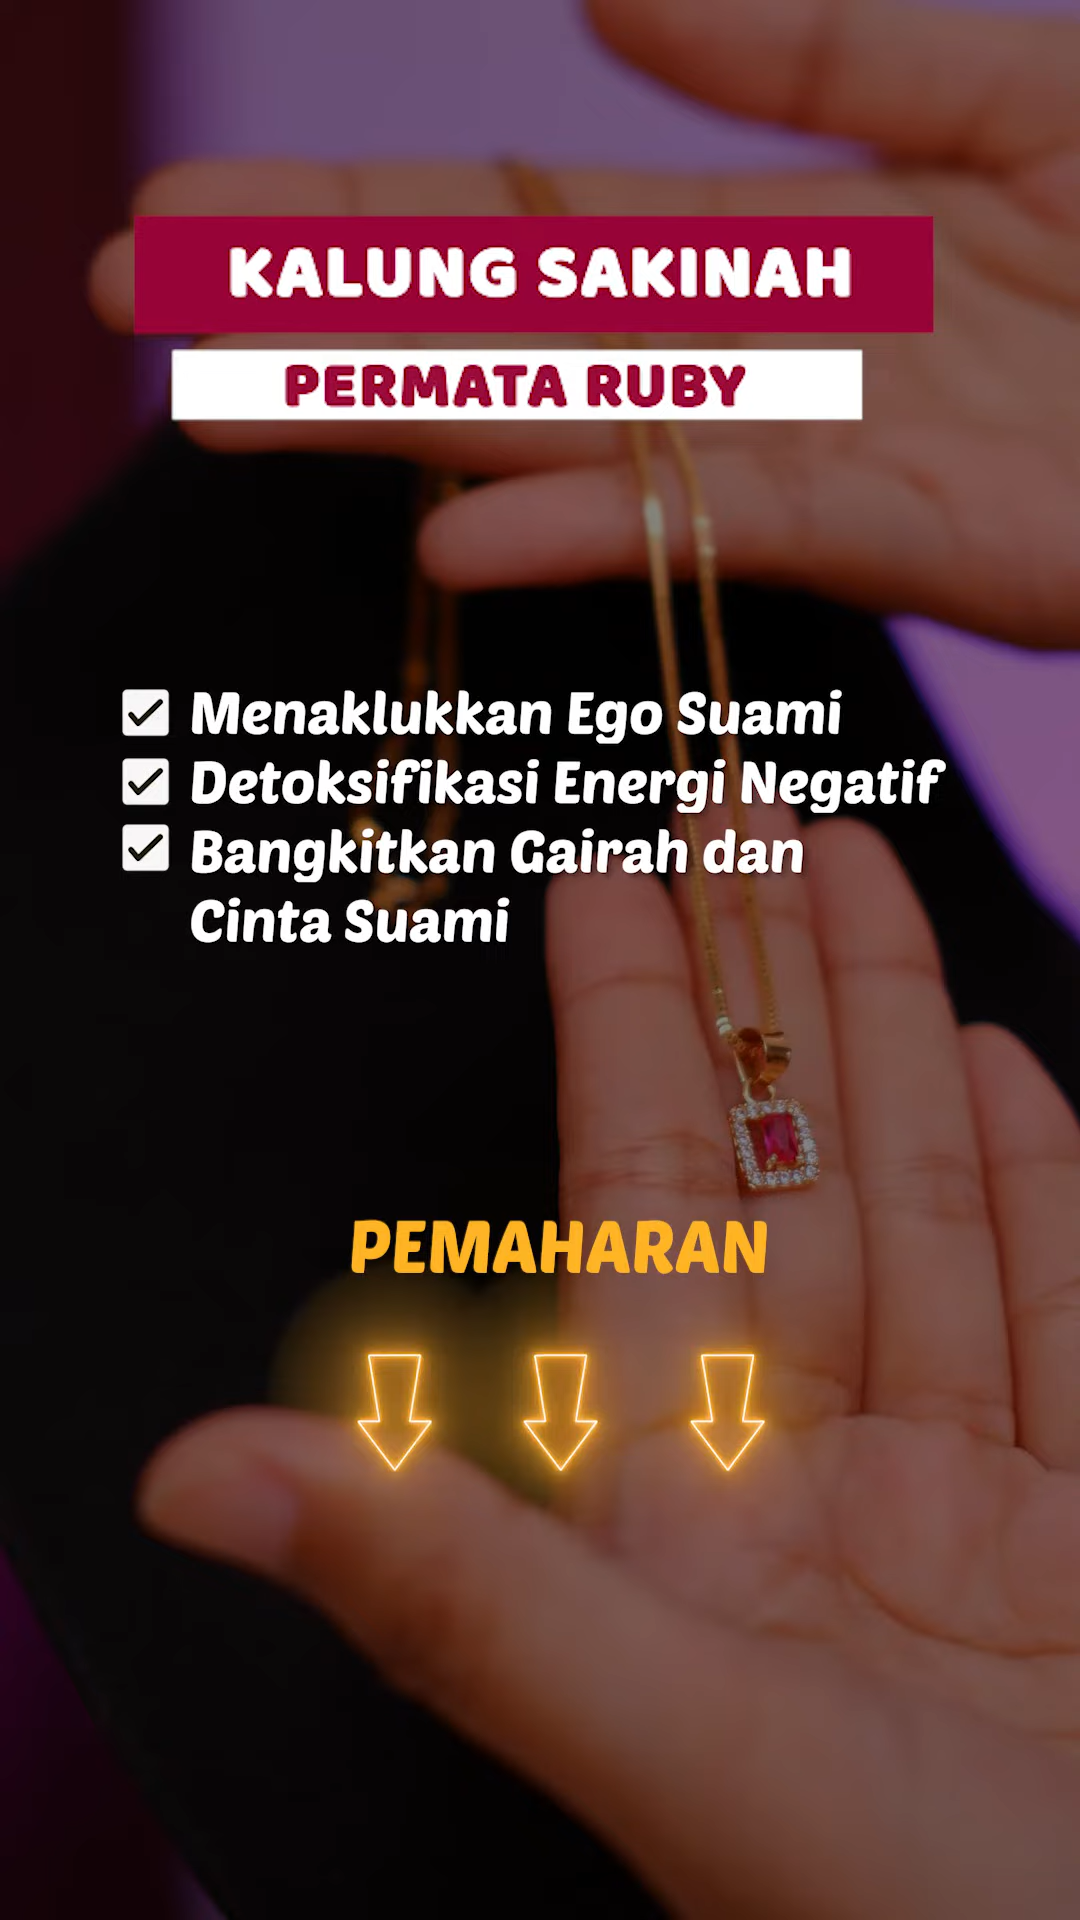 KALUNG SAKINAH
PERMATA RUBY
Menaklukkan Ego Suami
Detoksifikasi Energi Negatif
Bangkitkan Gairah dan
Cinta Suami
PEMAHARAN